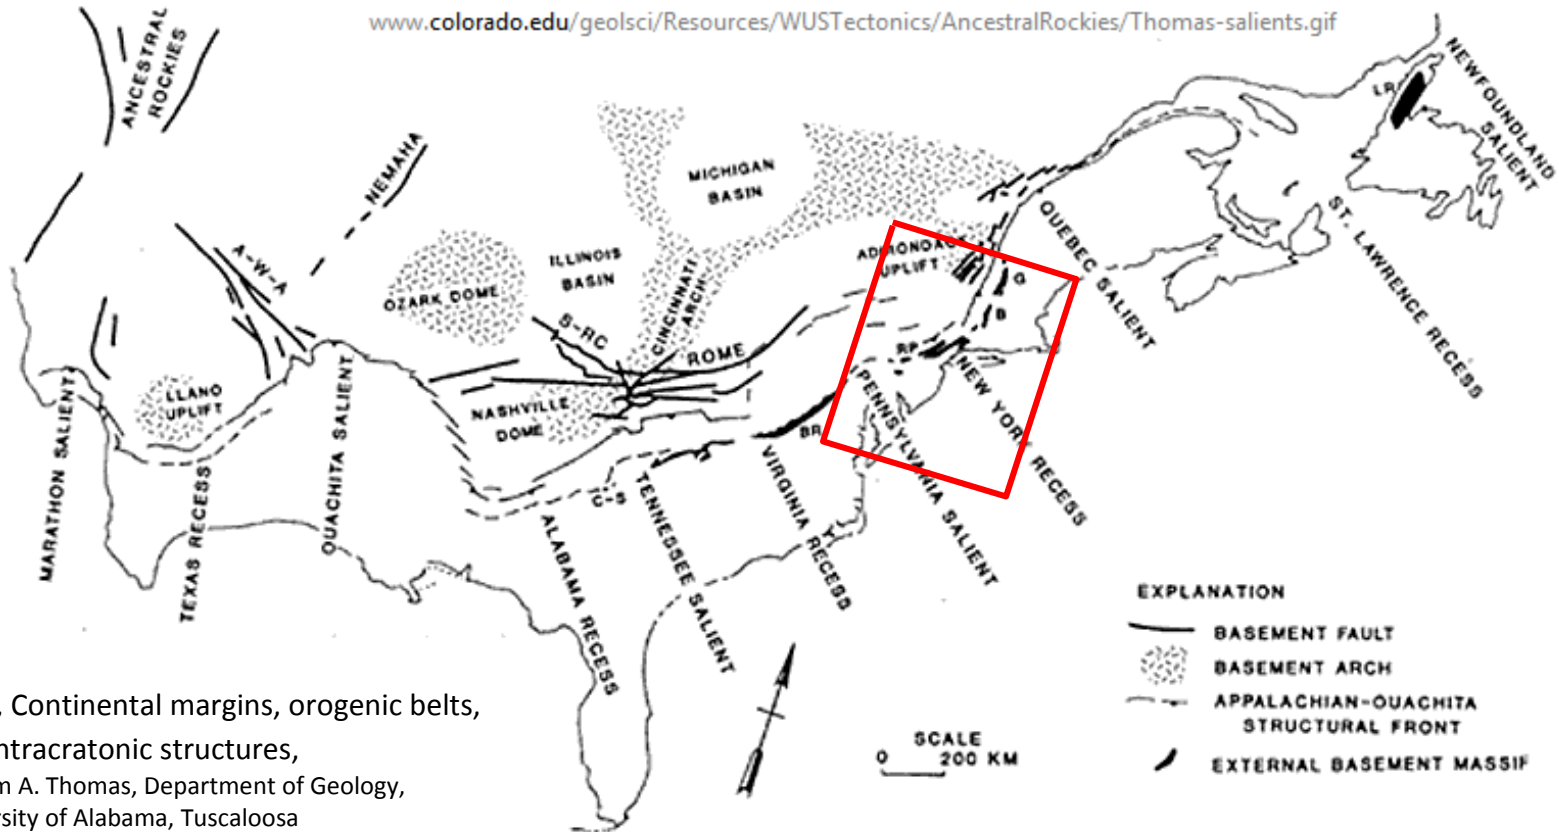 www.colorado.edu/geolsci/Resources/WUSTectonics/AncestralRockies/Thomas-salients.gif
ANCESTRAL
ROCKIES
NEMAHA
A-W-A
MICHIGAN
BASIN
ILLINOIS
BASIN
OZARK DOME
CINCINNATI
ARCH
S-RC
ROME
ADIRONDACK
UPLIFT
LR
NEWFOUNDLAND
SALIENT
ST. LAWRENCE RECESS
QUEBEC SALIENT
G
B
RP
NEW YORK RECESS
PENNSYLVANIA SALIENT
BR
VIRGINIA RECESS
NASHVILLE
DOME
C-S
TENNESSEE SALIENT
ALABAMA RECESS
LLANO
UPLIFT
OUACHITA SALIENT
TEXAS RECESS
MARATHON SALIENT
EXPLANATION
BASEMENT FAULT
BASEMENT ARCH
APPALACHIAN-OUACHITA
STRUCTURAL FRONT
EXTERNAL BASEMENT MASSIF
SCALE
0 200 KM
, Continental margins, orogenic belts,
ntracratonic structures,
m A. Thomas, Department of Geology,
ersity of Alabama, Tuscaloosa